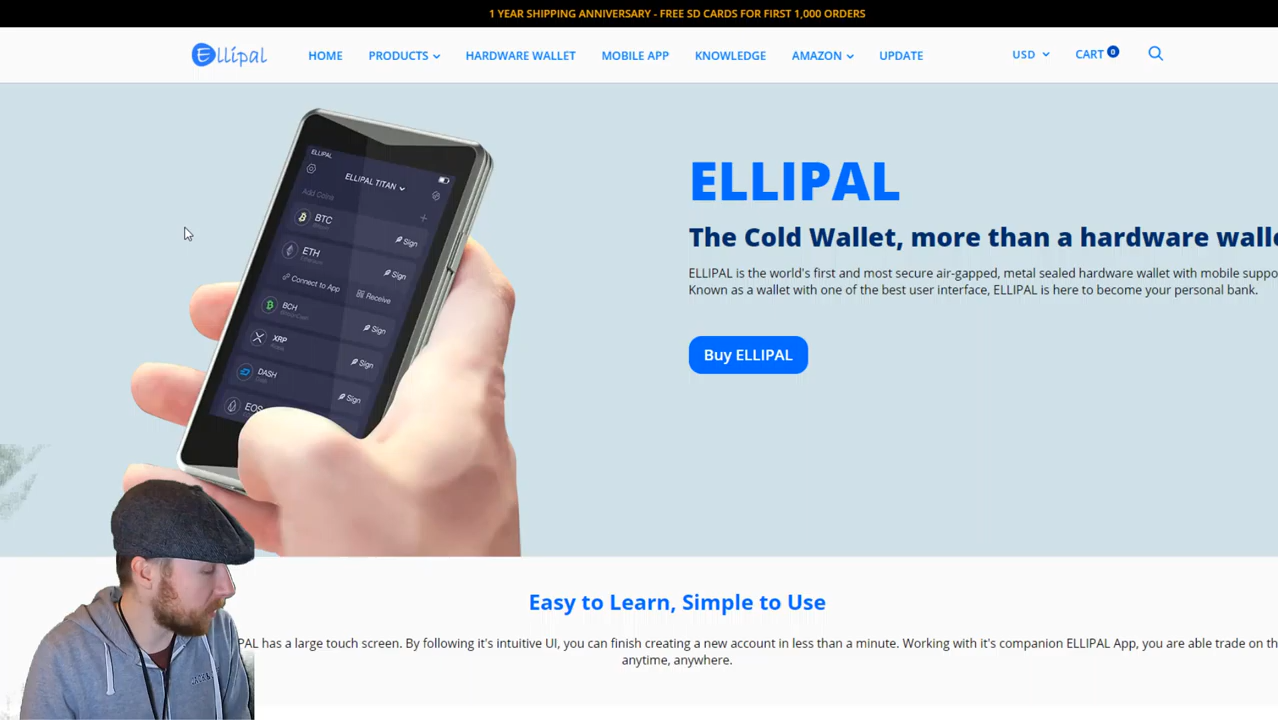 1 YEAR SHIPPING ANNIVERSARY - FREE SD CARDS FOR FIRST 1,000 ORDERS
Ellipal HOME PRODUCTS HARDWARE WALLET MOBILE APP KNOWLEDGE AMAZON UPDATE USD CART 0
ELLIPAL
ELLIPAL TITAN
Add Coins
BTC
Sign
ETH
Sign
Connect to App Receive
BCH
Sign
XRP
Sign
DASH
Sign
EOS
ELLIPAL
The Cold Wallet, more than a hardware
ELLIPAL is the world's first and most secure air-gapped, metal sealed hardware wallet with mobile
Known as a wallet with one of the best user interface, ELLIPAL is here to become your personal bank.
Buy ELLIPAL
Easy to Learn, Simple to Use
has a large touch screen. By following it's intuitive UI, you can finish creating a new account in less than a minute. Working with it's companion ELLIPAL App, you are able trade on
anytime, anywhere.